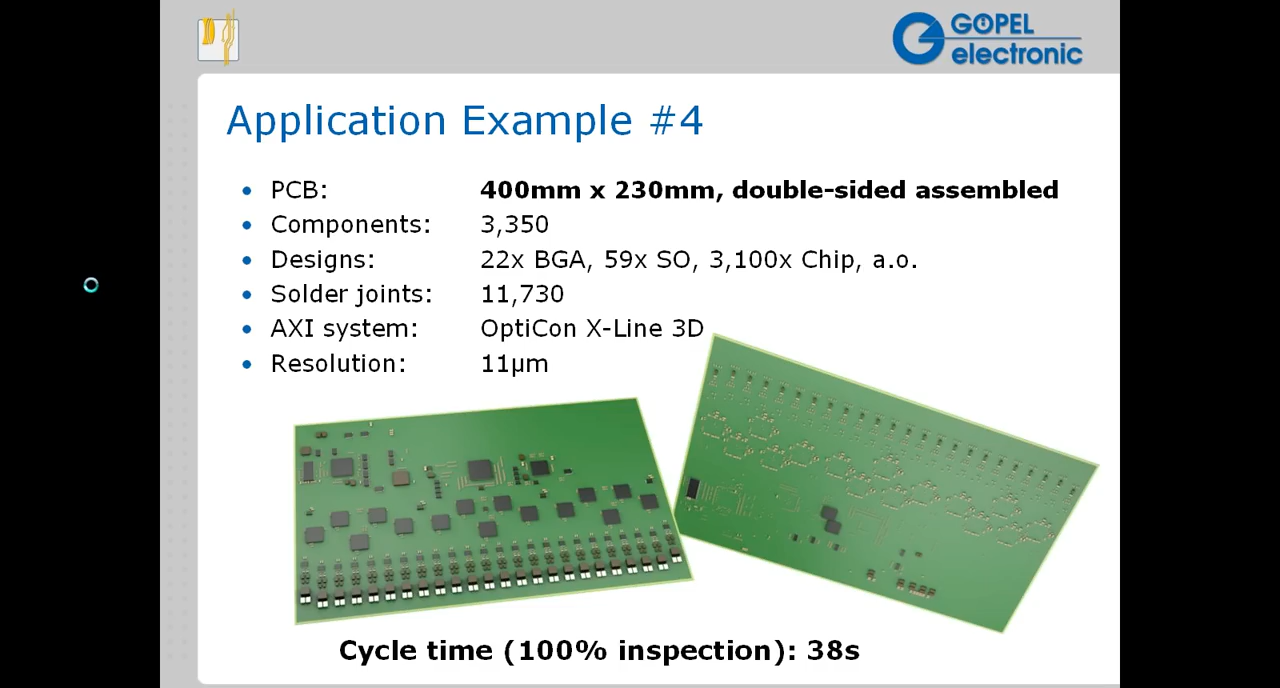 GÖPEL
electronic
Application Example #4
• PCB: 400mm x 230mm, double-sided assembled
• Components: 3,350
• Designs: 22x BGA, 59x SO, 3,100x Chip, a.o.
• Solder joints: 11,730
• AXI system: OptiCon X-Line 3D
• Resolution: 11µm
Cycle time (100% inspection): 38s